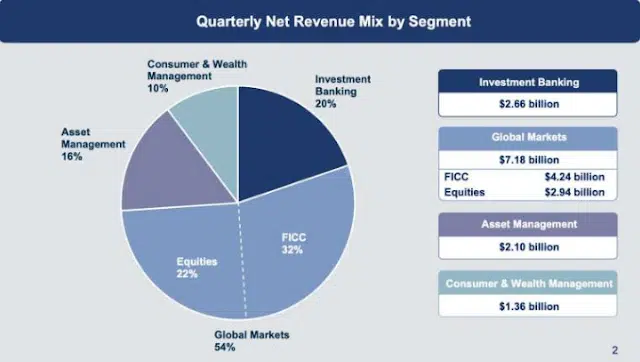 Quarterly Net Revenue Mix by Segment
Consumer & Wealth
Management
10%
Investment
Banking
20%
Asset
Management
16%
FICC
32%
Equities
22%
Global Markets
54%
Investment Banking
$2.66 billion
Global Markets
$7.18 billion
FICC $4.24 billion
Equities $2.94 billion
Asset Management
$2.10 billion
Consumer & Wealth Management
$1.36 billion
2